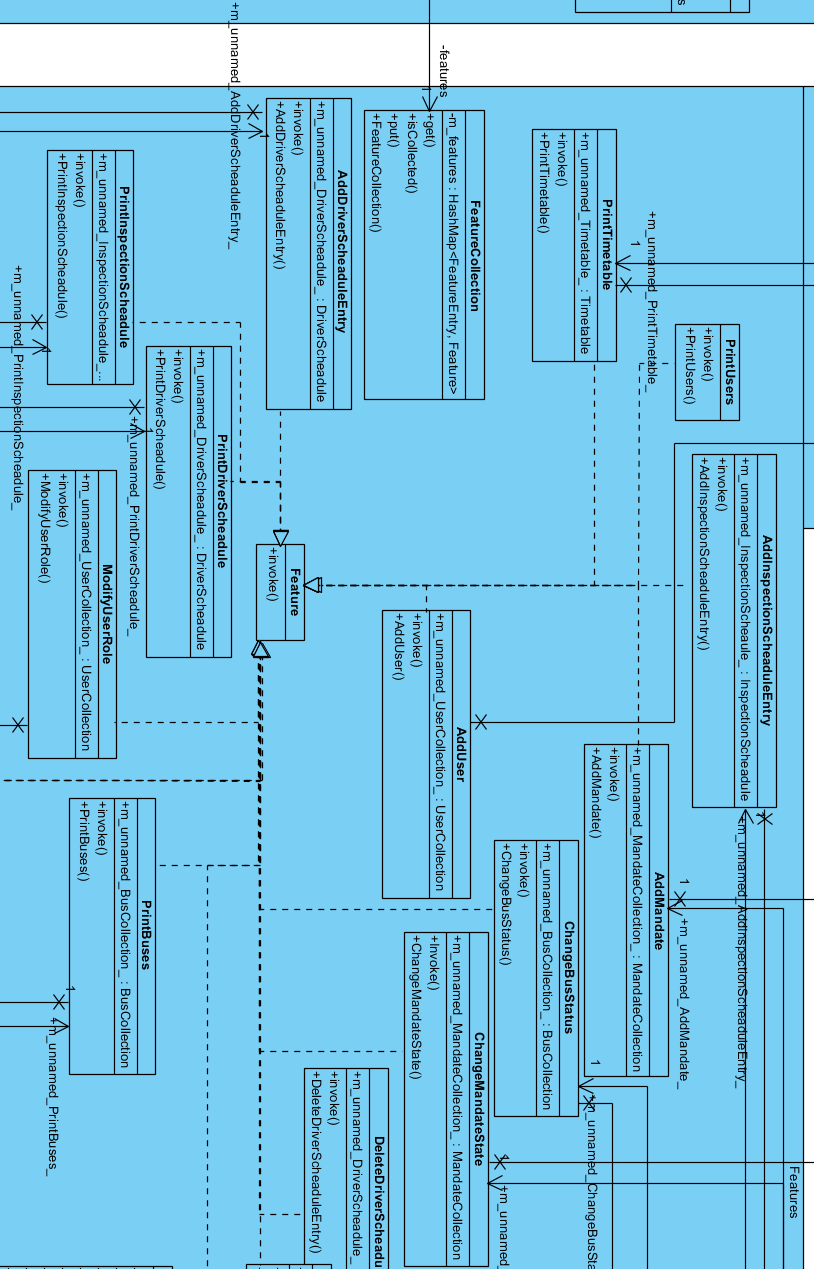 s
-features
1
+m_unnamed_AddDriverScheaduleEntry_
1
AddDriverScheaduleEntry
+m_unnamed_DriverScheadule_ : DriverScheadule
+invoke()
+AddDriverScheaduleEntry()
FeatureCollection
-m_features : HashMap<FeatureEntry, Feature>
+get()
+isCollected()
+put()
+FeatureCollection()
PrintTimetable
+m_unnamed_Timetable_ : Timetable
+invoke()
+PrintTimetable()
1
+m_unnamed_PrintTimetable_
PrintUsers
+invoke()
+PrintUsers()
PrintInspectionScheadule
+m_unnamed_InspectionScheadule_...
+invoke()
+PrintInspectionScheadule()
+m_unnamed_PrintInspectionScheadule_
PrintDriverScheadule
+m_unnamed_DriverScheadule_ : DriverScheadule
+invoke()
+PrintDriverScheadule()
+m_unnamed_PrintDriverScheadule_
ModifyUserRole
+m_unnamed_UserCollection_ : UserCollection
+invoke()
+ModifyUserRole()
Feature
+invoke()
AddInspectionScheaduleEntry
+m_unnamed_InspectionScheaule_ : InspectionScheadule
+invoke()
+AddInspectionScheaduleEntry()
+m_unnamed_AddInspectionScheaduleEntry_
AddUser
+m_unnamed_UserCollection_ : UserCollection
+invoke()
+AddUser()
AddMandate
+m_unnamed_MandateCollection_ : MandateCollection
+invoke()
+AddMandate()
1
+m_unnamed_AddMandate_
PrintBuses
+m_unnamed_BusCollection_ : BusCollection
+invoke()
+PrintBuses()
1
+m_unnamed_PrintBuses_
ChangeBusStatus
+m_unnamed_BusCollection_ : BusCollection
+invoke()
+ChangeBusStatus()
1
+m_unnamed_ChangeBusSta
ChangeMandateState
+m_unnamed_MandateCollection_ : MandateCollection
+Invoke()
+ChangeMandateState()
1
+m_unnamed_
DeleteDriverScheadu
+m_unnamed_DriverScheadule_
+invoke()
+DeleteDriverScheaduleEntry()
Features